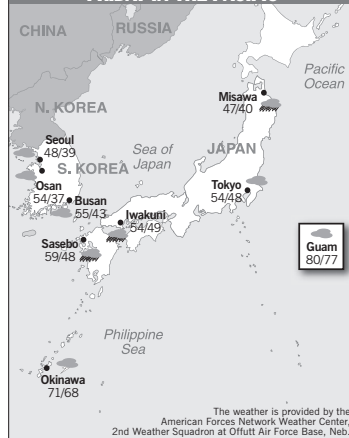 CHINA
RUSSIA
Pacific
Ocean
N. KOREA
Misawa
47/40
Seoul
48/39
Sea of
Japan
JAPAN
S. KOREA
Osan
54/37
Busan
55/43
Tokyo
54/48
Iwakuni
54/49
Sasebo
59/48
Guam
80/77
Philippine
Sea
Okinawa
71/68
The weather is provided by the
American Forces Network Weather Center,
2nd Weather Squadron at Offutt Air Force Base, Neb.